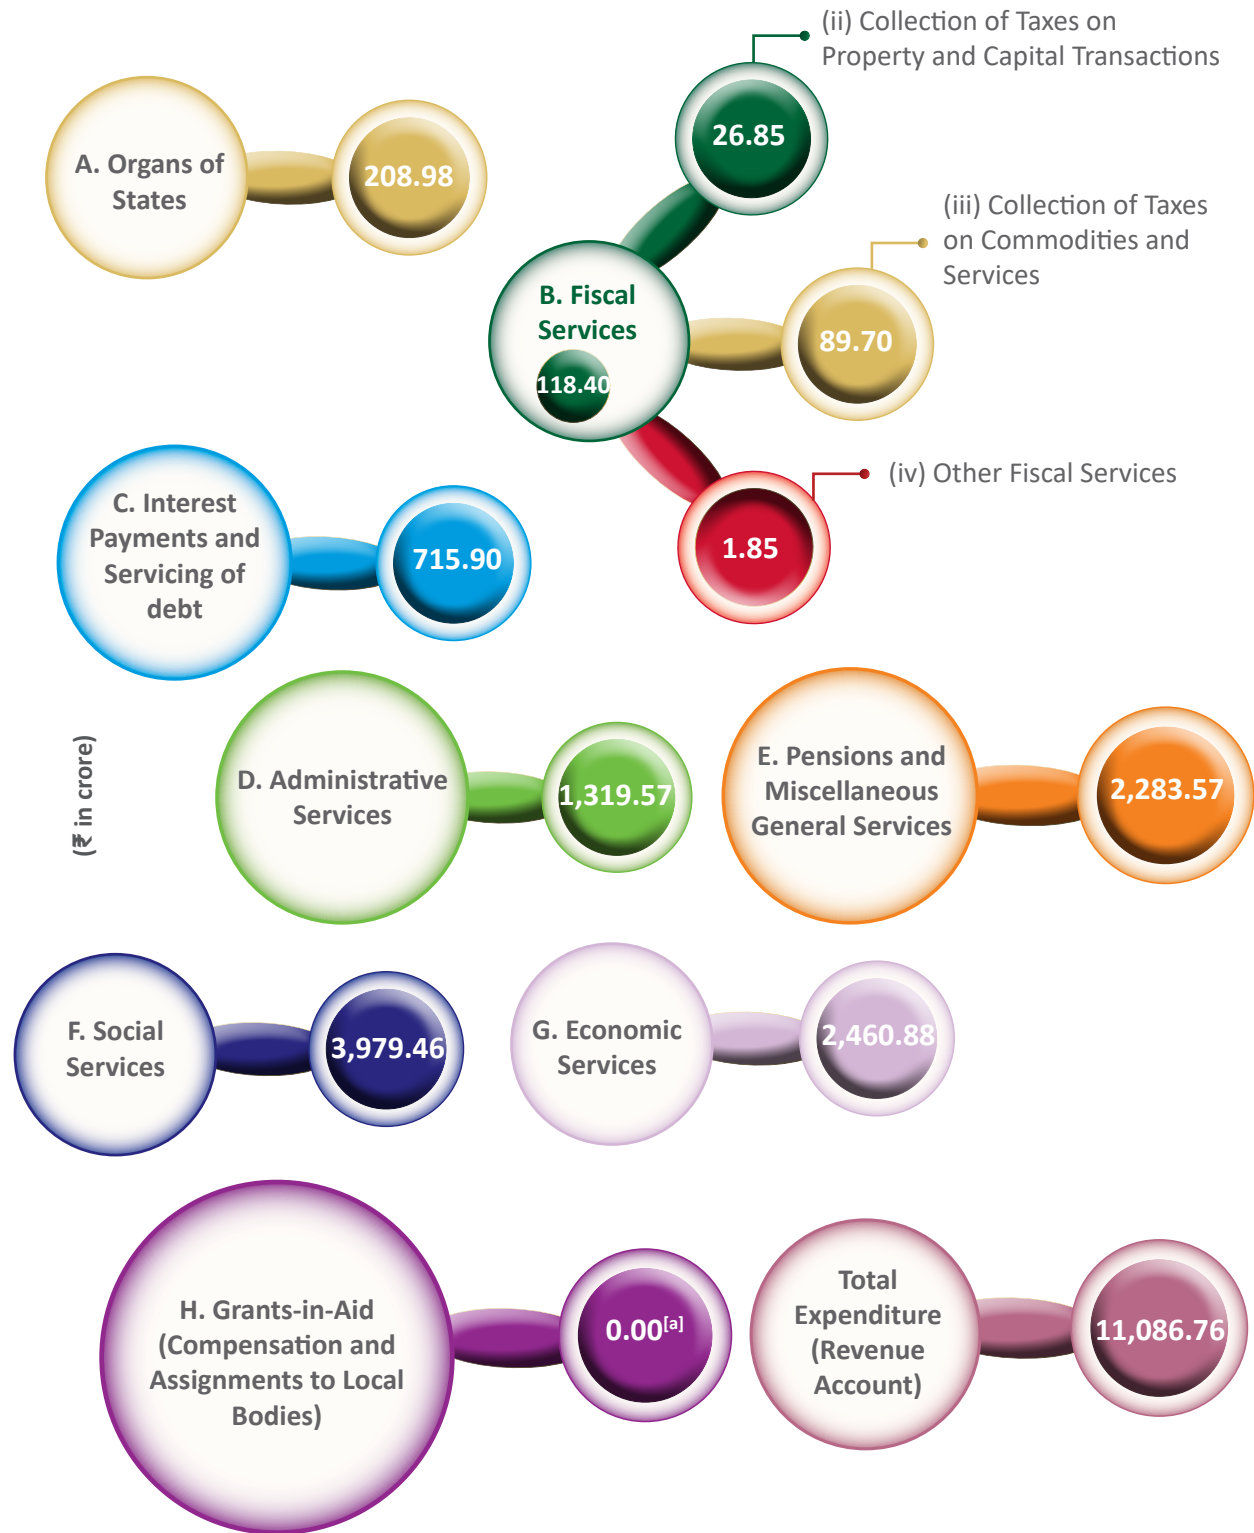 (ii) Collection of Taxes on
Property and Capital Transactions
26.85
A. Organs of
States
208.98
(iii) Collection of Taxes
on Commodities and
Services
89.70
B. Fiscal
Services
118.40
(iv) Other Fiscal Services
1.85
C. Interest
Payments and
Servicing of
debt
715.90
(₹ in crore)
D. Administrative
Services
1,319.57
E. Pensions and
Miscellaneous
General Services
2,283.57
F. Social
Services
3,979.46
G. Economic
Services
2,460.88
H. Grants-in-Aid
(Compensation and
Assignments to Local
Bodies)
0.00[a]
Total
Expenditure
(Revenue
Account)
11,086.76